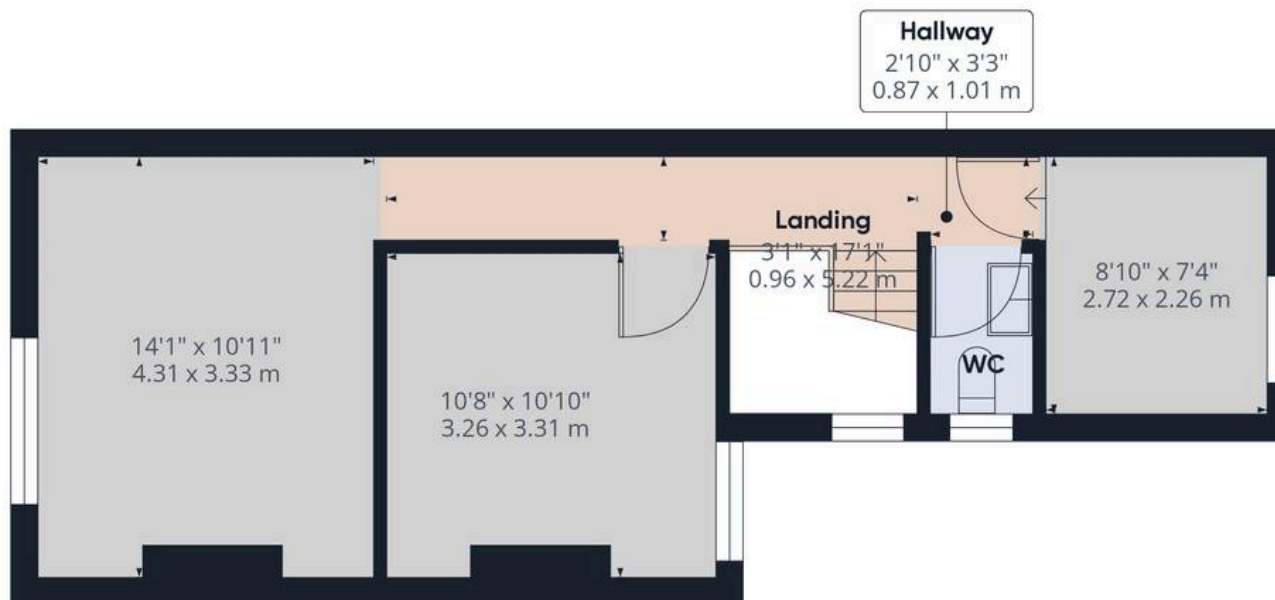 Hallway
2'10" x 3'3"
0.87 x 1.01 m
Landing
3'1" x 17'1"
0.96 x 5.22 m
8'10" x 7'4"
2.72 x 2.26 m
14'1" x 10'11"
4.31 x 3.33 m
WC
10'8" x 10'10"
3.26 x 3.31 m